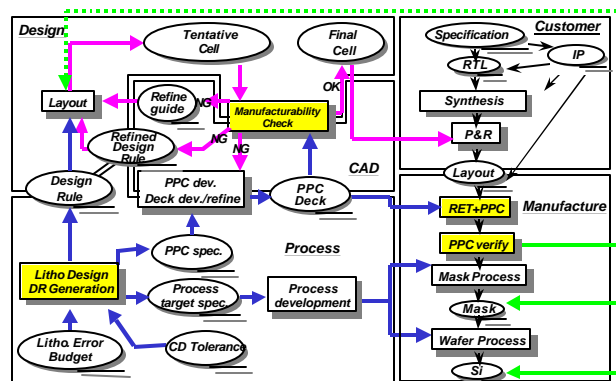 Design
Tentative
Cell
Final
Cell
Customer
Specification
IP
RTL
Layout
Refine
guide
NG
OK
Manufacturability
Check
Synthesis
Refined
Design
Rule
NG
NG
P&R
CAD
Layout
Design
Rule
PPC dev.
Deck dev./refine
PPC
Deck
RET+PPC
Manufacture
PPC spec.
Process
PPC verify
Litho Design
DR Generation
Process
target spec.
Process
development
Mask Process
Mask
Litho. Error
Budget
CD Tolerance
Wafer Process
Si